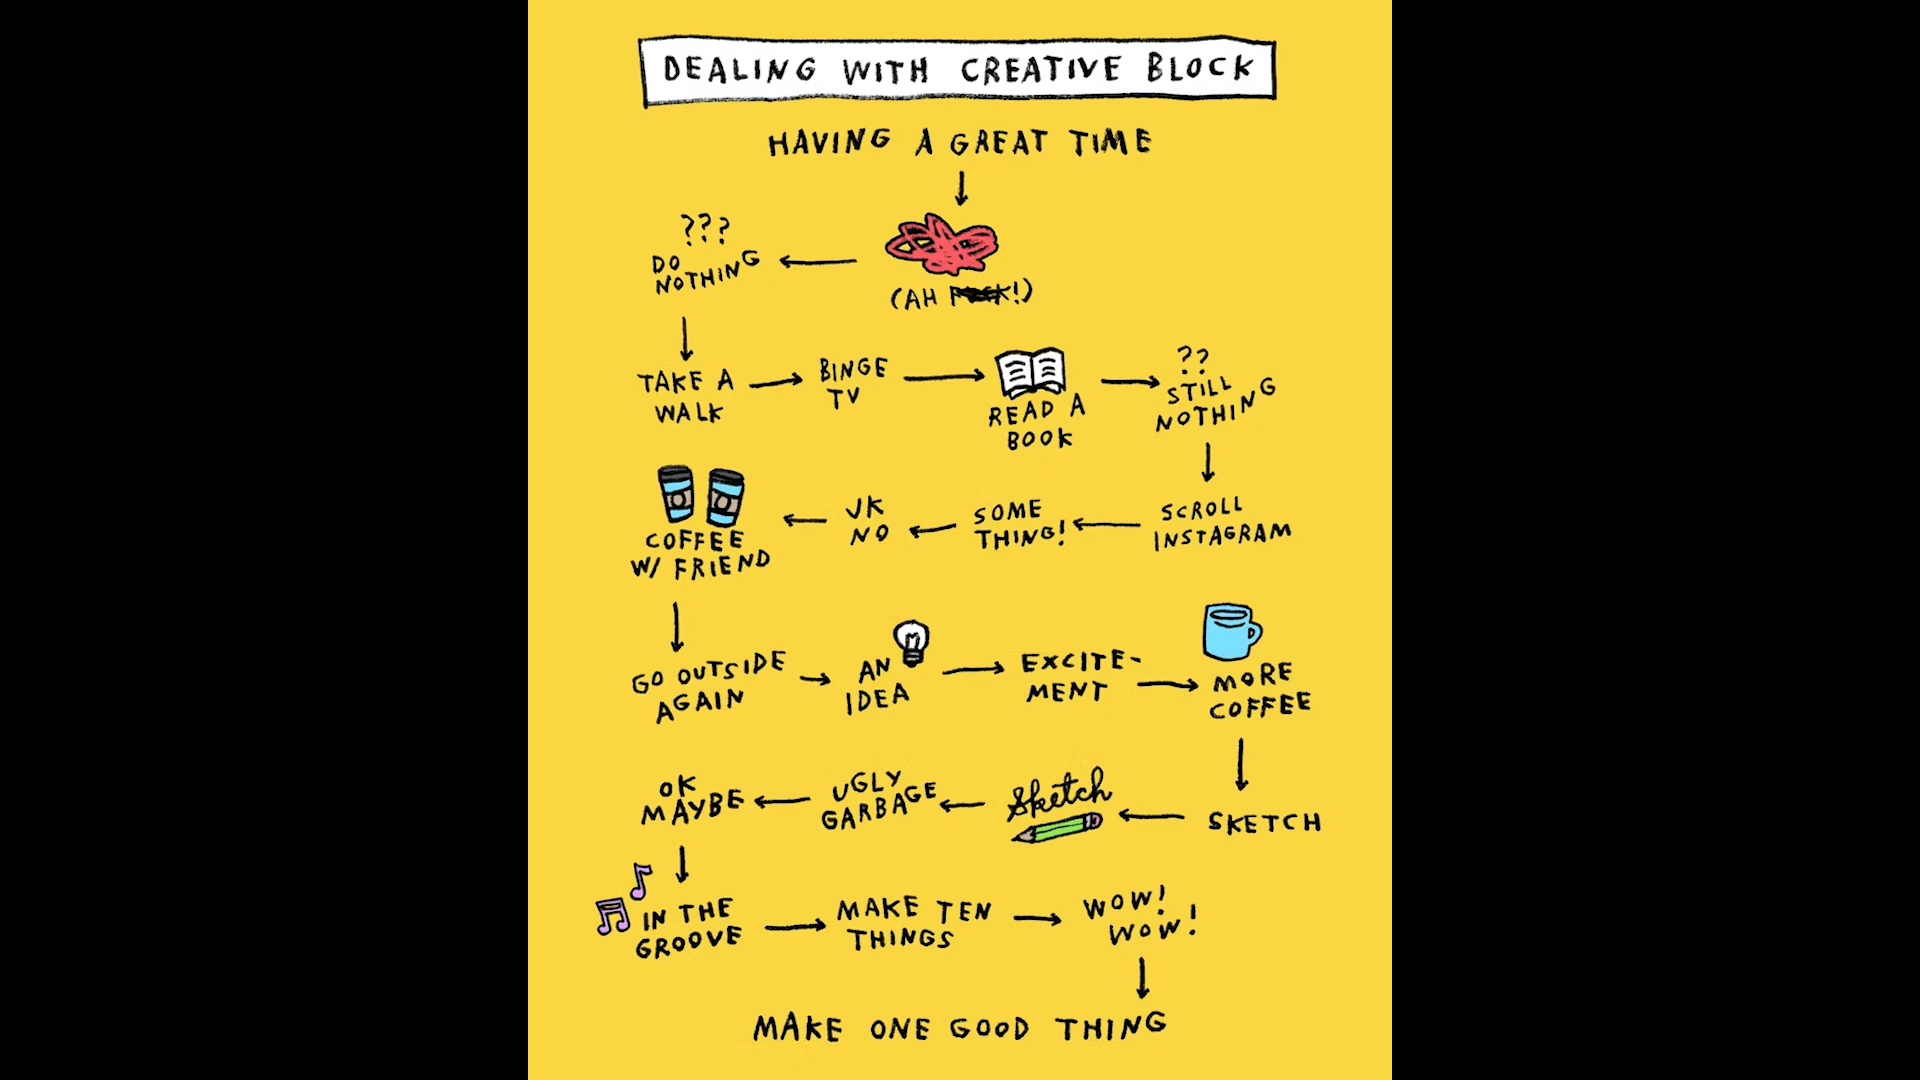 DEALING WITH CREATIVE BLOCK
HAVING A GREAT TIME
(AH !)
???
DO
NOTHING
TAKE A
WALK
BINGE
TV
READ A
BOOK
??
STILL
NOTHING
SCROLL
INSTAGRAM
SOME
THING!
JK
NO
COFFEE
W/ FRIEND
GO OUTSIDE
AGAIN
AN
IDEA
EXCITE-
MENT
MORE
COFFEE
SKETCH
Sketch
UGLY
GARBAGE
OK
MAYBE
IN THE
GROOVE
MAKE TEN
THINGS
WOW!
WOW!
MAKE ONE GOOD THING